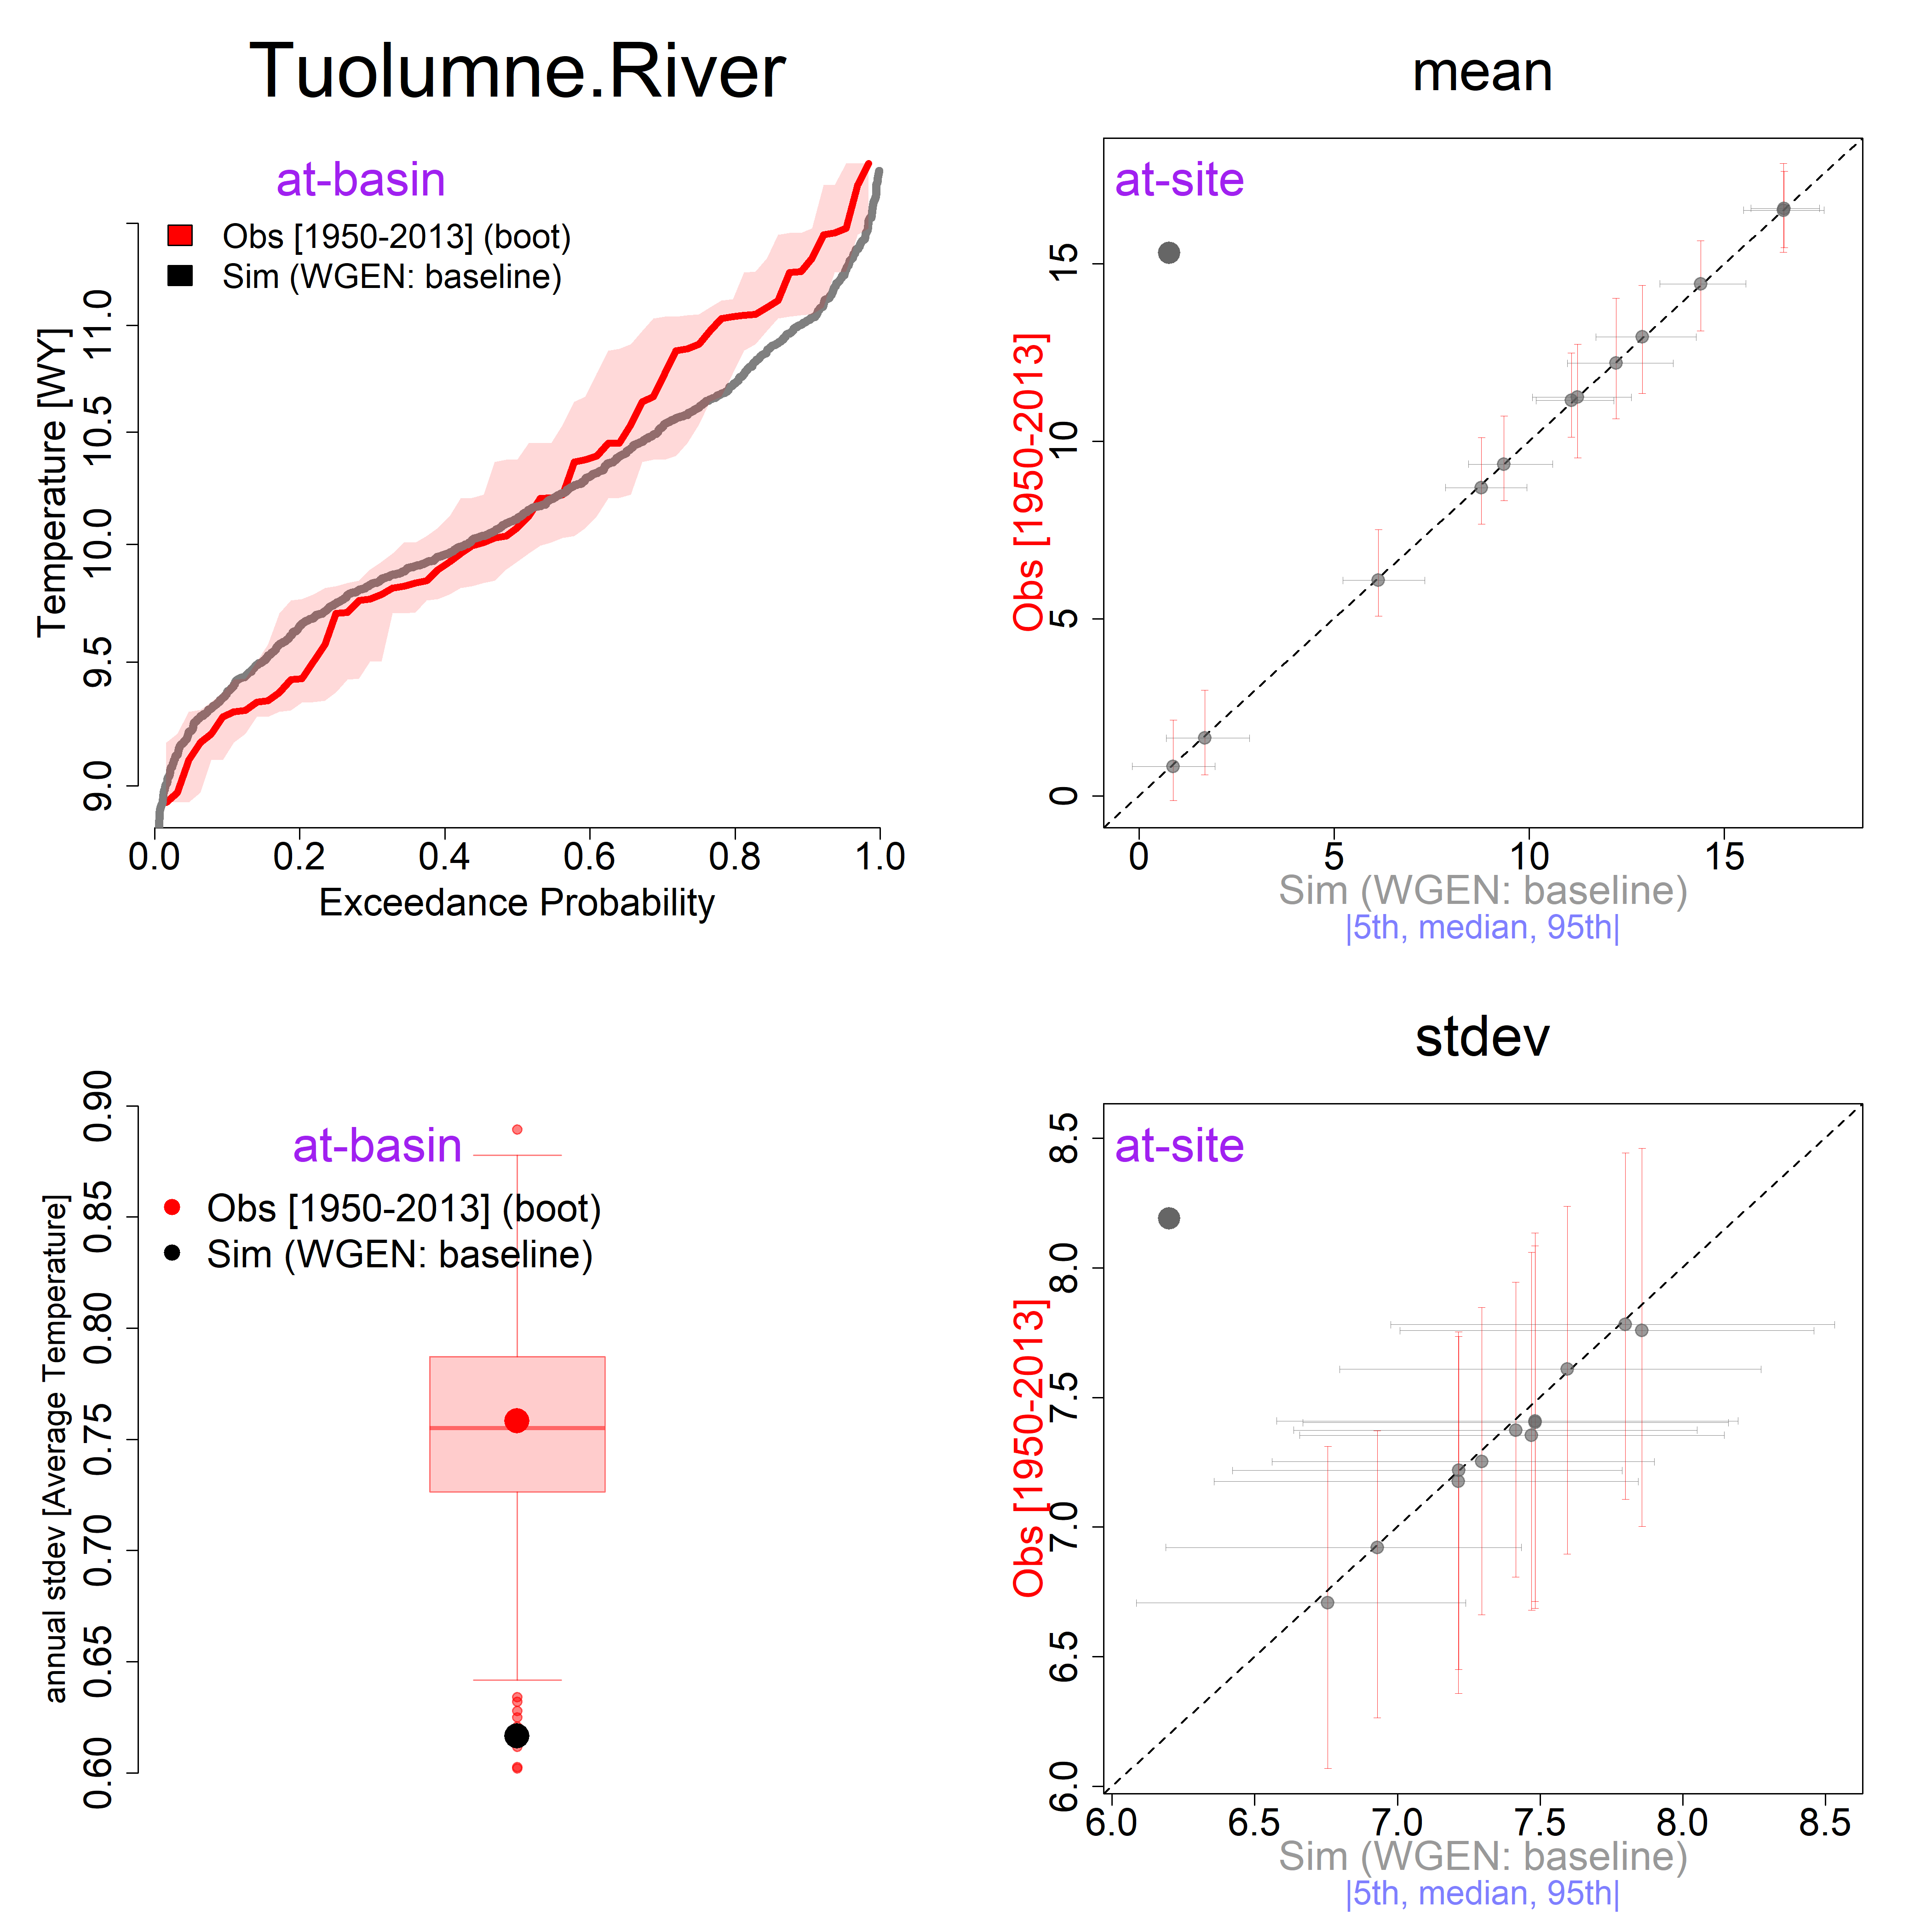 Tuolumne.River
at-basin
Obs [1950-2013] (boot)
Sim (WGEN: baseline)
Temperature [WY]
9.0 9.5 10.0 10.5 11.0
0.0 0.2 0.4 0.6 0.8 1.0
Exceedance Probability
mean
at-site
Obs [1950-2013]
0 5 10 15
0 5 10 15
Sim (WGEN: baseline)
|5th, median, 95th|
at-basin
Obs [1950-2013] (boot)
Sim (WGEN: baseline)
annual stdev [Average Temperature]
0.60 0.65 0.70 0.75 0.80 0.85 0.90
stdev
at-site
Obs [1950-2013]
6.0 6.5 7.0 7.5 8.0 8.5
6.0 6.5 7.0 7.5 8.0 8.5
Sim (WGEN: baseline)
|5th, median, 95th|